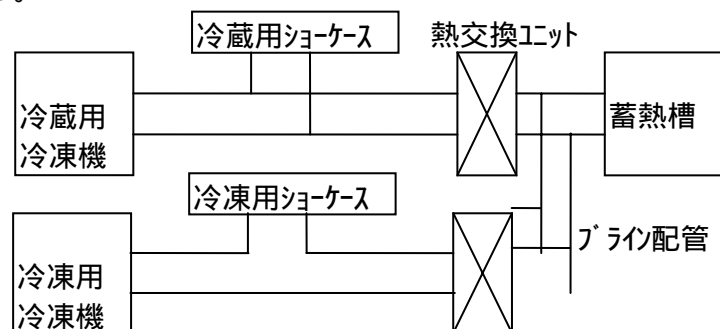 る。
冷蔵用ショーケース
熱交換ユニット
冷蔵用
冷凍機
蓄熱槽
冷凍用ショーケース
ブライン配管
冷凍用
冷凍機